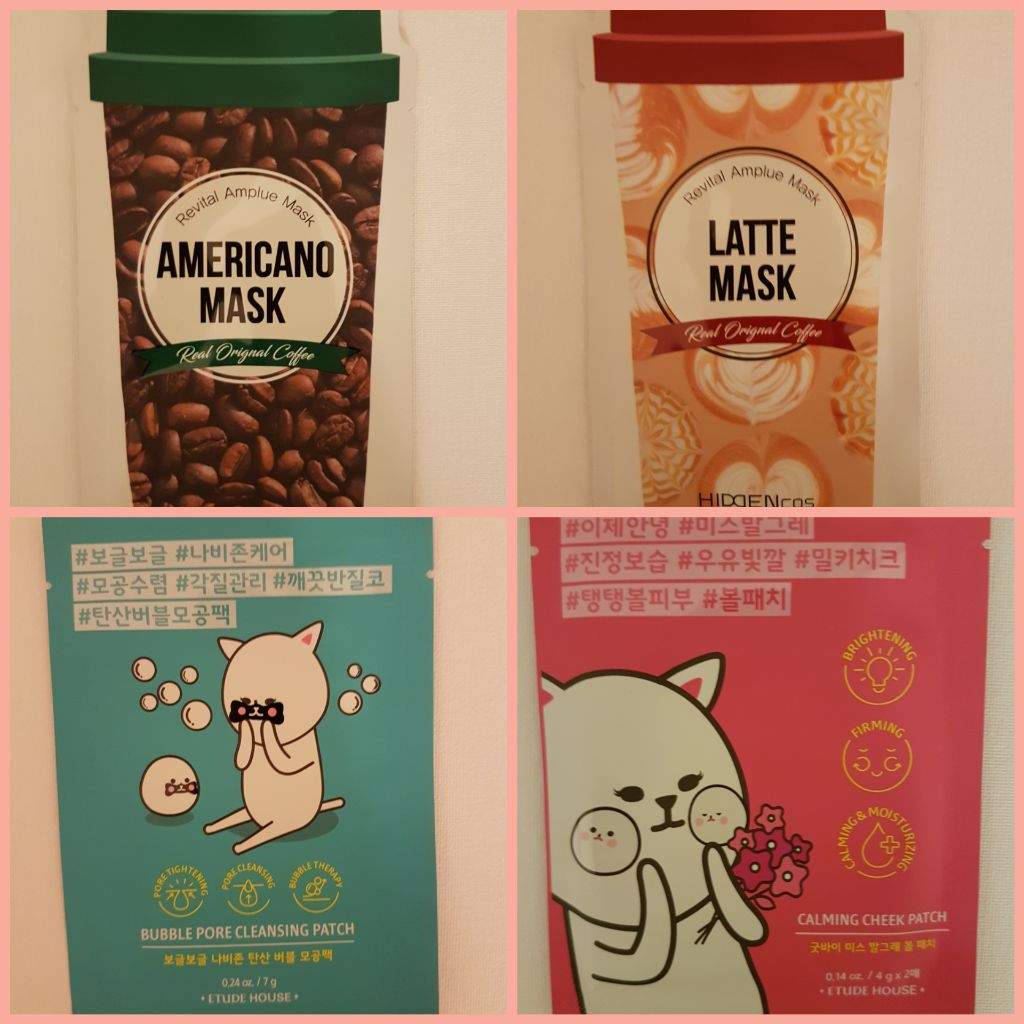 Revital Amplue Mask
AMERICANO
MASK
Real Orignal Coffee
Revital Amplue Mask
LATTE
MASK
Real Orignal Coffee
HIDDENcos
#보글보글 #나비존케어
#모공수렴 #각질관리 #깨끗반질코
#탄산버블모공팩
PORE TIGHTENING
PORE CLEANSING
BUBBLE THERAPY
BUBBLE PORE CLEANSING PATCH
보글보글 나비존 탄산 버블 모공팩
0.24 oz. / 7 g
• ETUDE HOUSE •
#이제안녕 #미스말그레
#진정보습 #우유빛깔 #밀키치크
#탱탱볼피부 #볼패치
BRIGHTENING
FIRMING
CALMING & MOISTURIZING
CALMING CHEEK PATCH
굿바이 미스 말그레 볼 패치
0.14 oz. / 4 g x 2매
• ETUDE HOUSE •